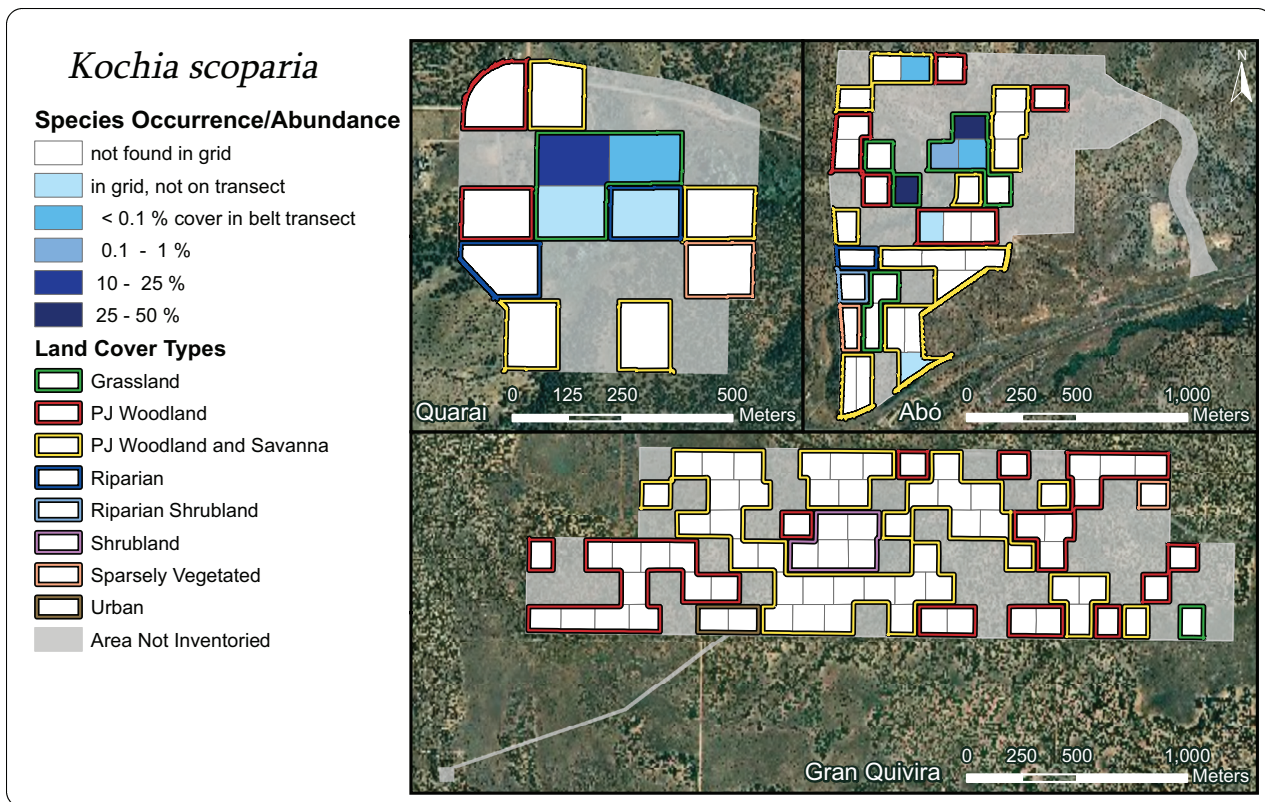 Kochia scoparia
Species Occurrence/Abundance
not found in grid
in grid, not on transect
< 0.1 % cover in belt transect
0.1 - 1 %
10 - 25 %
25 - 50 %
Land Cover Types
Grassland
PJ Woodland
PJ Woodland and Savanna
Riparian
Riparian Shrubland
Shrubland
Sparsely Vegetated
Urban
Area Not Inventoried
0 125 250 500
Quarai Meters
N
0 250 500 1,000
Abó Meters
0 250 500 1,000
Gran Quivira Meters